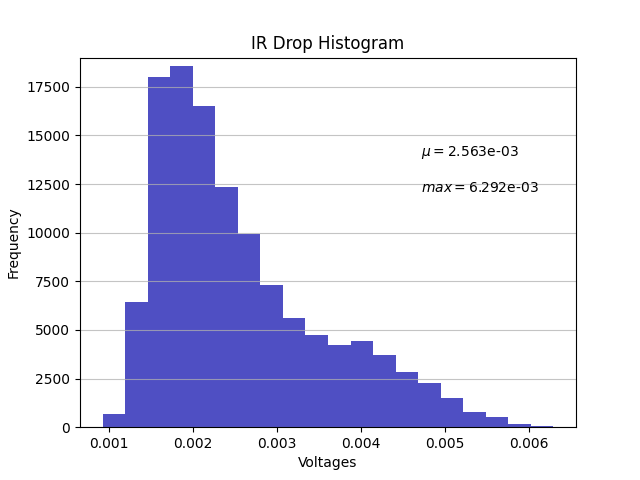 IR Drop Histogram
17500
15000
12500
10000
7500
5000
2500
0
Frequency
μ = 2.563e-03
max = 6.292e-03
0.001 0.002 0.003 0.004 0.005 0.006
Voltages